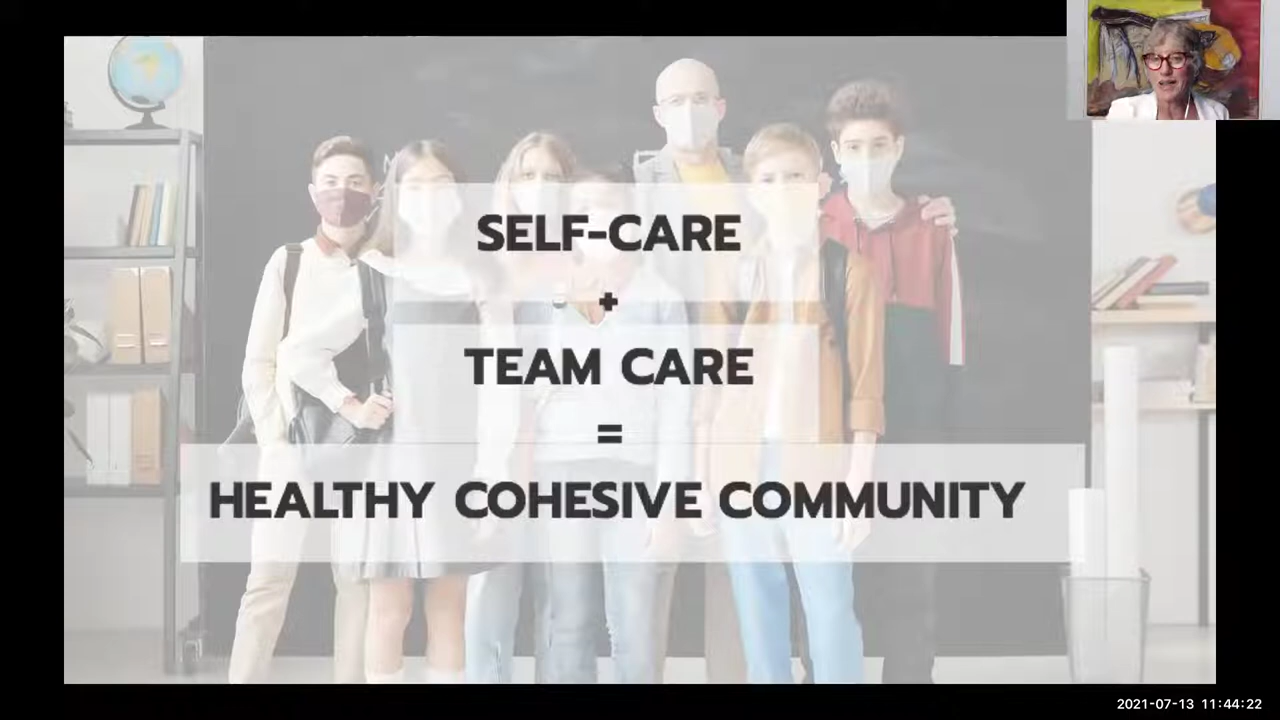 SELF-CARE
+
TEAM CARE
=
HEALTHY COHESIVE COMMUNITY
2021-07-13 11:44:22